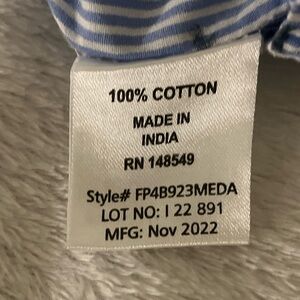 100% COTTON
MADE IN
INDIA
RN 148549
Style# FP4B923MEDA
LOT NO: I 22 891
MFG: Nov 2022